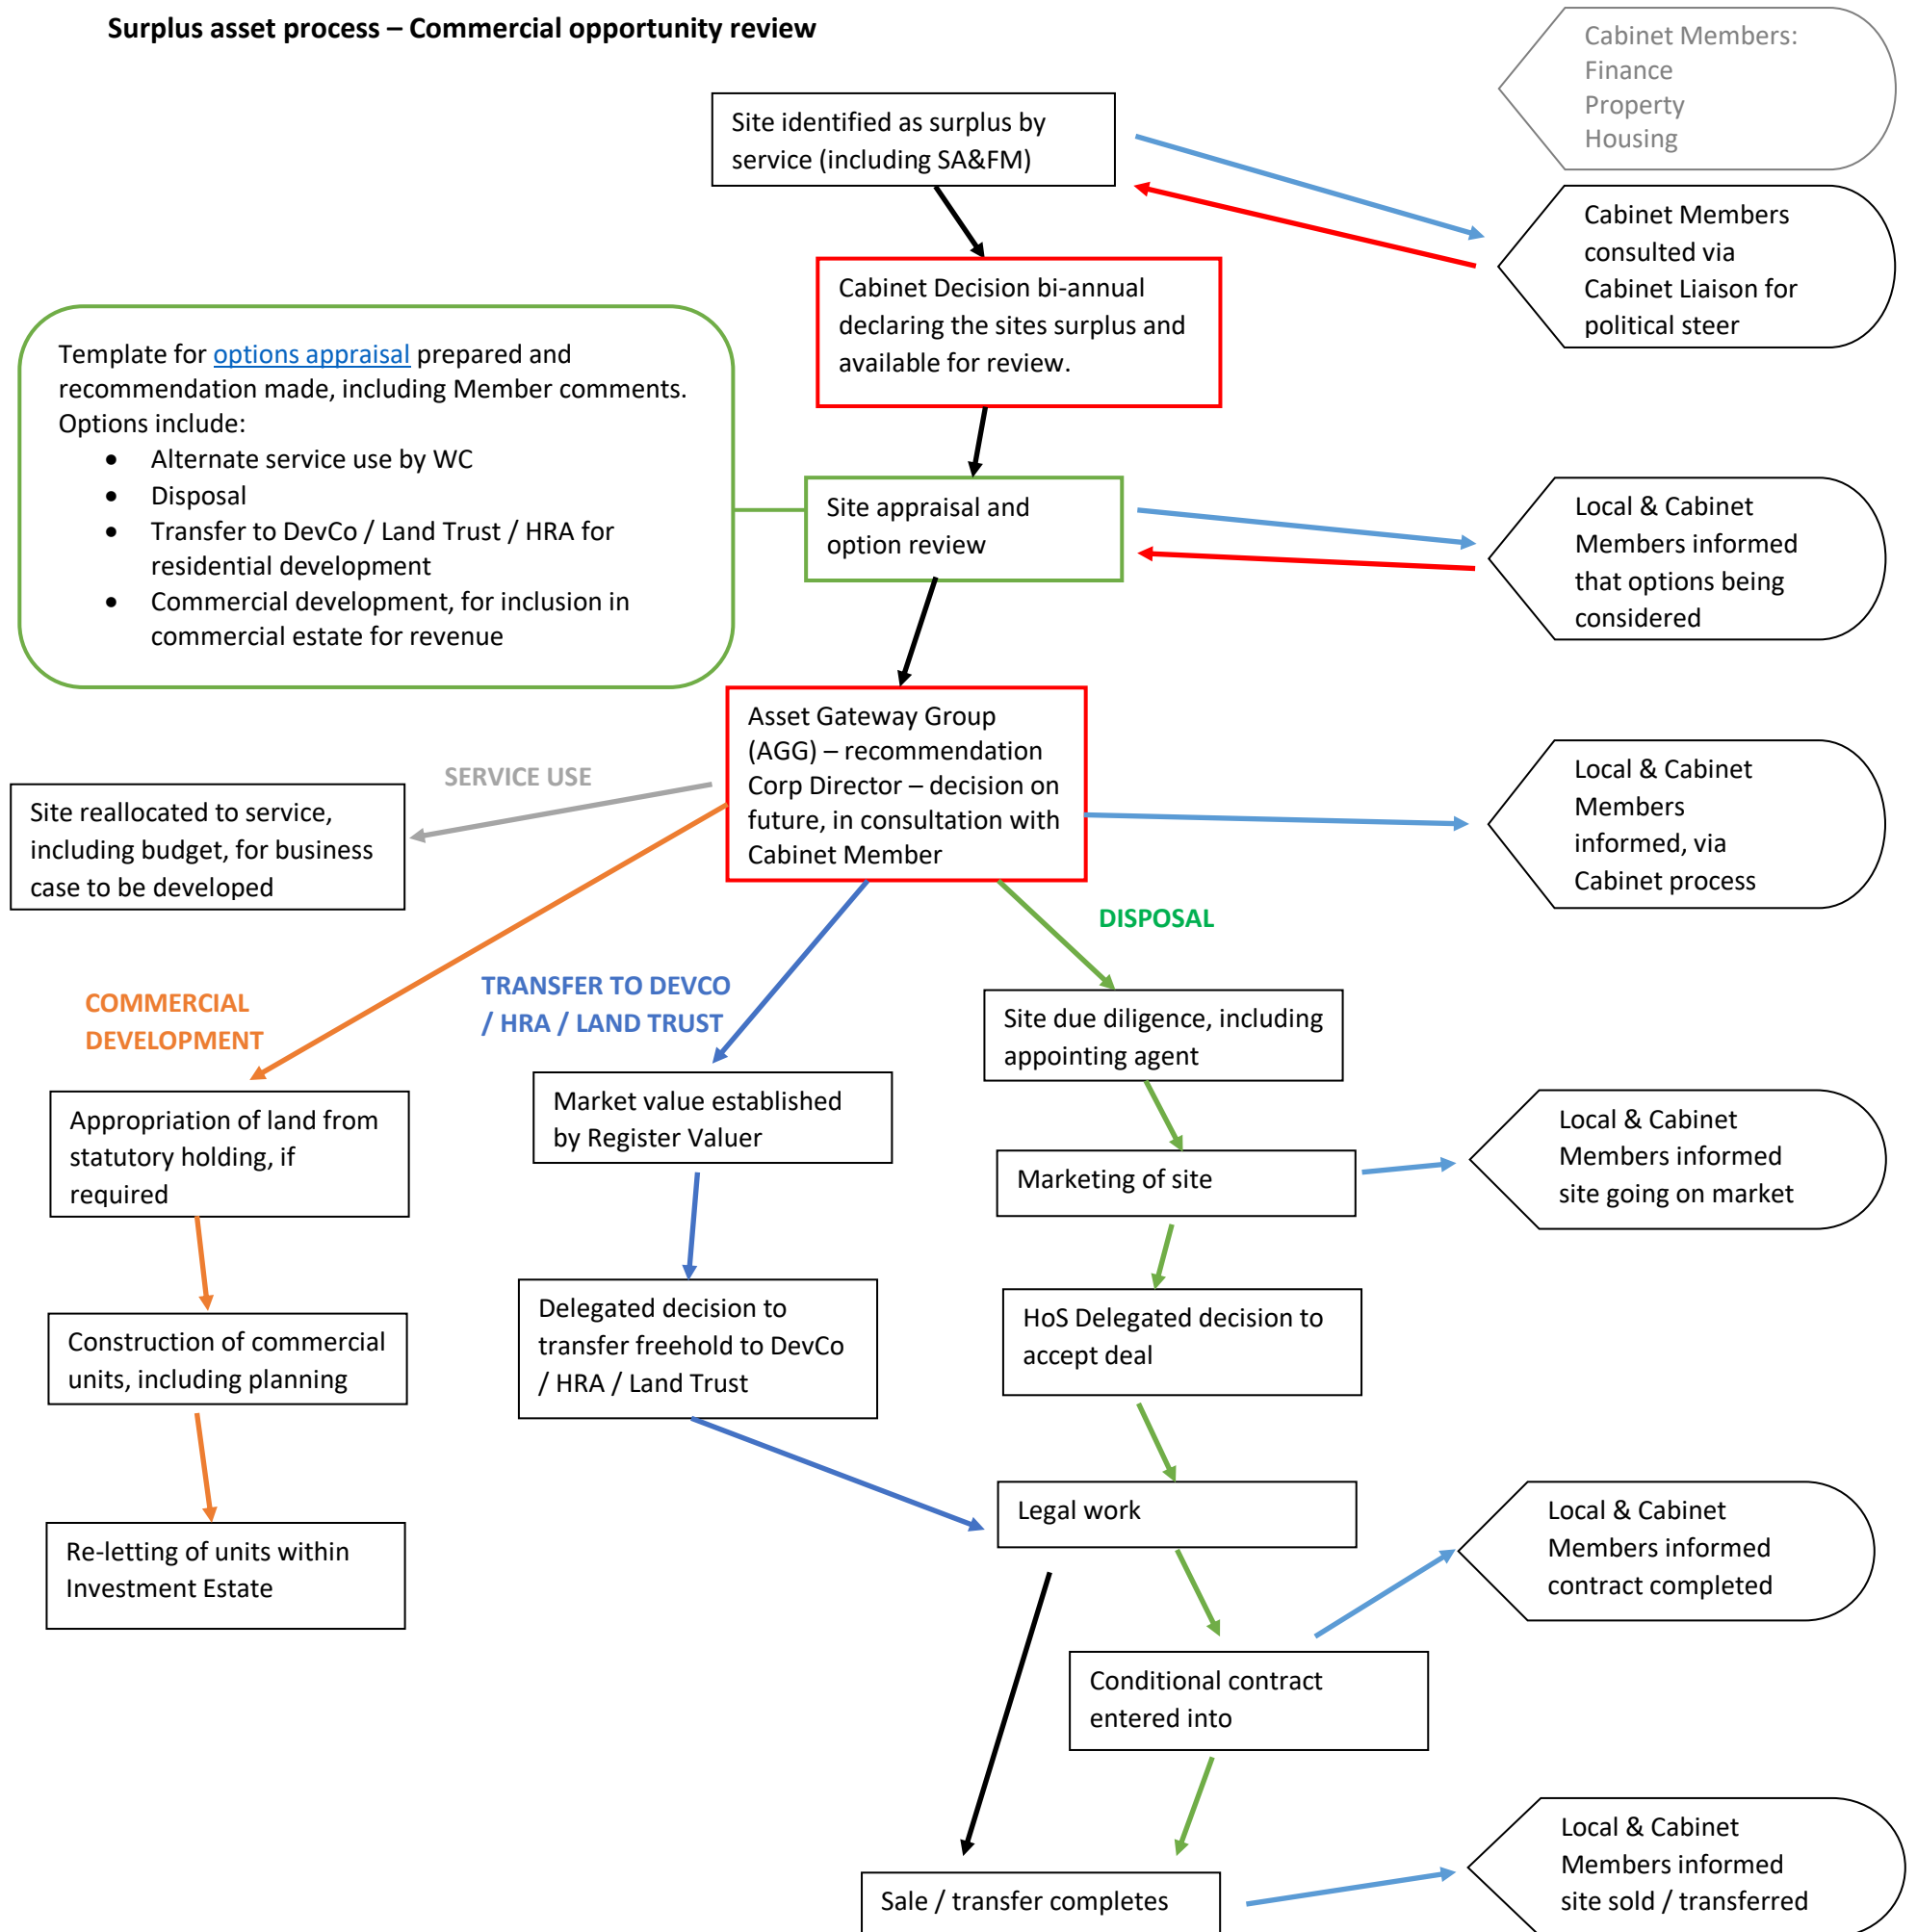 Surplus asset process – Commercial opportunity review
Cabinet Members:
Finance
Property
Housing
Site identified as surplus by
service (including SA&FM)
Cabinet Members
consulted via
Cabinet Liaison for
political steer
Cabinet Decision bi-annual
declaring the sites surplus and
available for review.
Template for options appraisal prepared and
recommendation made, including Member comments.
Options include:
• Alternate service use by WC
• Disposal
• Transfer to DevCo / Land Trust / HRA for
residential development
• Commercial development, for inclusion in
commercial estate for revenue
Site appraisal and
option review
Local & Cabinet
Members informed
that options being
considered
Asset Gateway Group
(AGG) – recommendation
Corp Director – decision on
future, in consultation with
Cabinet Member
SERVICE USE
Site reallocated to service,
including budget, for business
case to be developed
Local & Cabinet
Members
informed, via
Cabinet process
DISPOSAL
TRANSFER TO DEVCO
/ HRA / LAND TRUST
COMMERCIAL
DEVELOPMENT
Site due diligence, including
appointing agent
Market value established
by Register Valuer
Appropriation of land from
statutory holding, if
required
Marketing of site
Local & Cabinet
Members informed
site going on market
Delegated decision to
transfer freehold to DevCo
/ HRA / Land Trust
HoS Delegated decision to
accept deal
Construction of commercial
units, including planning
Legal work
Local & Cabinet
Members informed
contract completed
Re-letting of units within
Investment Estate
Conditional contract
entered into
Sale / transfer completes
Local & Cabinet
Members informed
site sold / transferred